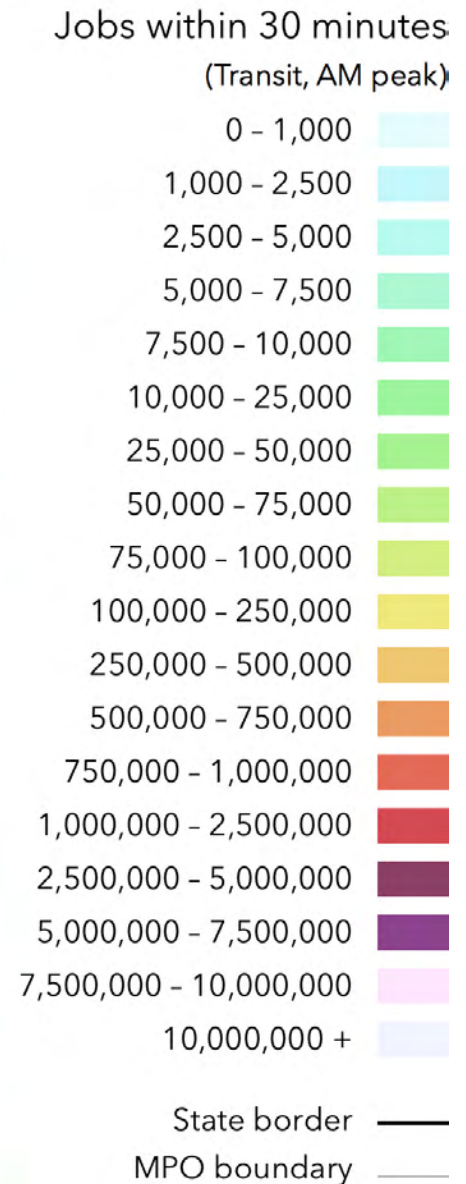 Jobs within 30 minutes
(Transit, AM peak)
0 – 1,000
1,000 – 2,500
2,500 – 5,000
5,000 – 7,500
7,500 – 10,000
10,000 – 25,000
25,000 – 50,000
50,000 – 75,000
75,000 – 100,000
100,000 – 250,000
250,000 – 500,000
500,000 – 750,000
750,000 – 1,000,000
1,000,000 – 2,500,000
2,500,000 – 5,000,000
5,000,000 – 7,500,000
7,500,000 – 10,000,000
10,000,000 +
State border
MPO boundary